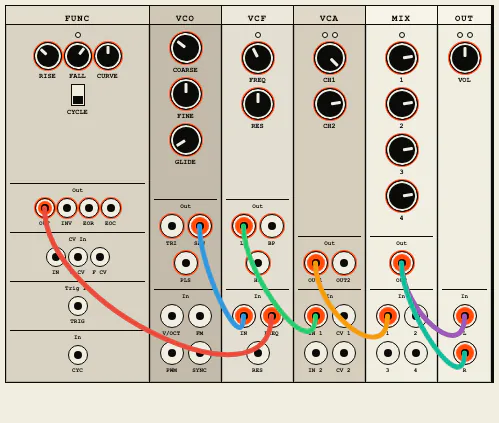 FUNC VCO VCF VCA MIX OUT
RISE FALL CURVE
COARSE
FREQ
CH1
1
VOL
CYCLE
FINE
RES
CH2
2
GLIDE
3
4
Out
INV EOR EOC
Out
TRI
PLS
Out
BP
Out
OUT2
Out
CV In
IN CV F CV
TRIG
In
CYC
In
V/OCT FM
PWM SYNC
In
IN
RES
In
IN 1 CV 1
IN 2 CV 2
In
1 2
3 4
In
R